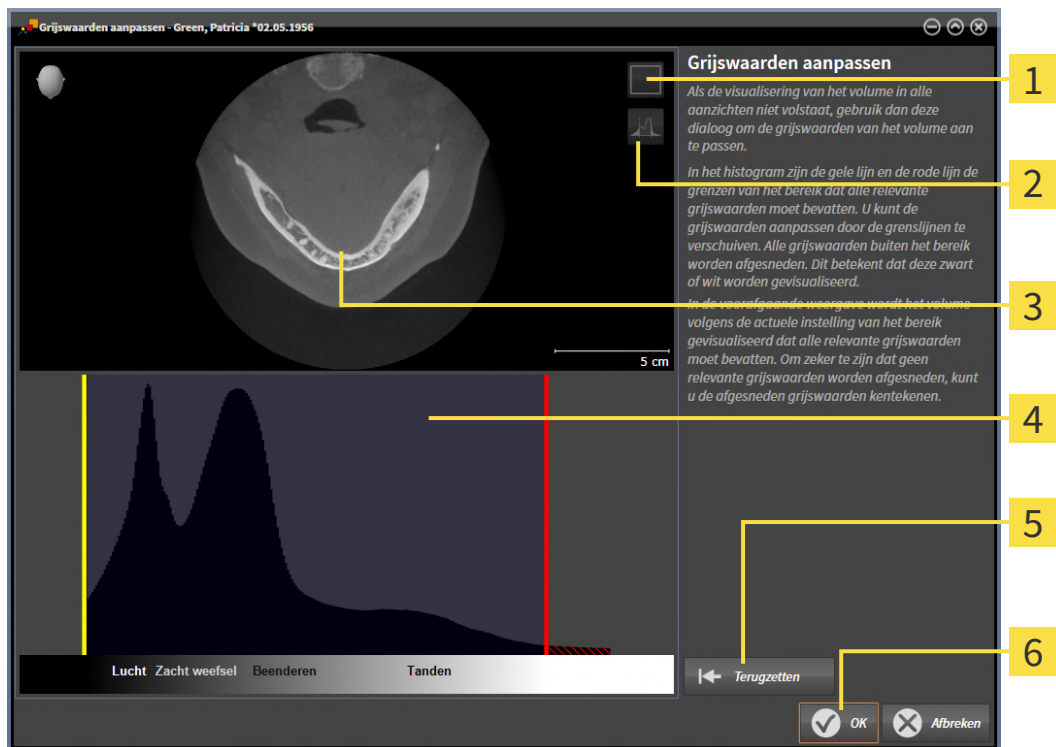 Grijswaarden aanpassen - Green, Patricia *02.05.1956
5 cm
Lucht Zacht weefsel Beenderen Tanden
Grijswaarden aanpassen
Als de visualisering van het volume in alle
aanzichten niet volstaat, gebruik dan deze
dialoog om de grijswaarden van het volume aan
te passen.
In het histogram zijn de gele lijn en de rode lijn de
grenzen van het bereik dat alle relevante
grijswaarden moet bevatten. U kunt de
grijswaarden aanpassen door de grenslijnen te
verschuiven. Alle grijswaarden buiten het bereik
worden afgesneden. Dit betekent dat deze zwart
of wit worden gevisualiseerd.
In de voorafgaande weergave wordt het volume
volgens de actuele instelling van het bereik
gevisualiseerd dat alle relevante grijswaarden
moet bevatten. Om zeker te zijn dat geen
relevante grijswaarden worden afgesneden, kunt
u de afgesneden grijswaarden kentekenen.
Terugzetten
OK Afbreken
1
2
3
4
5
6